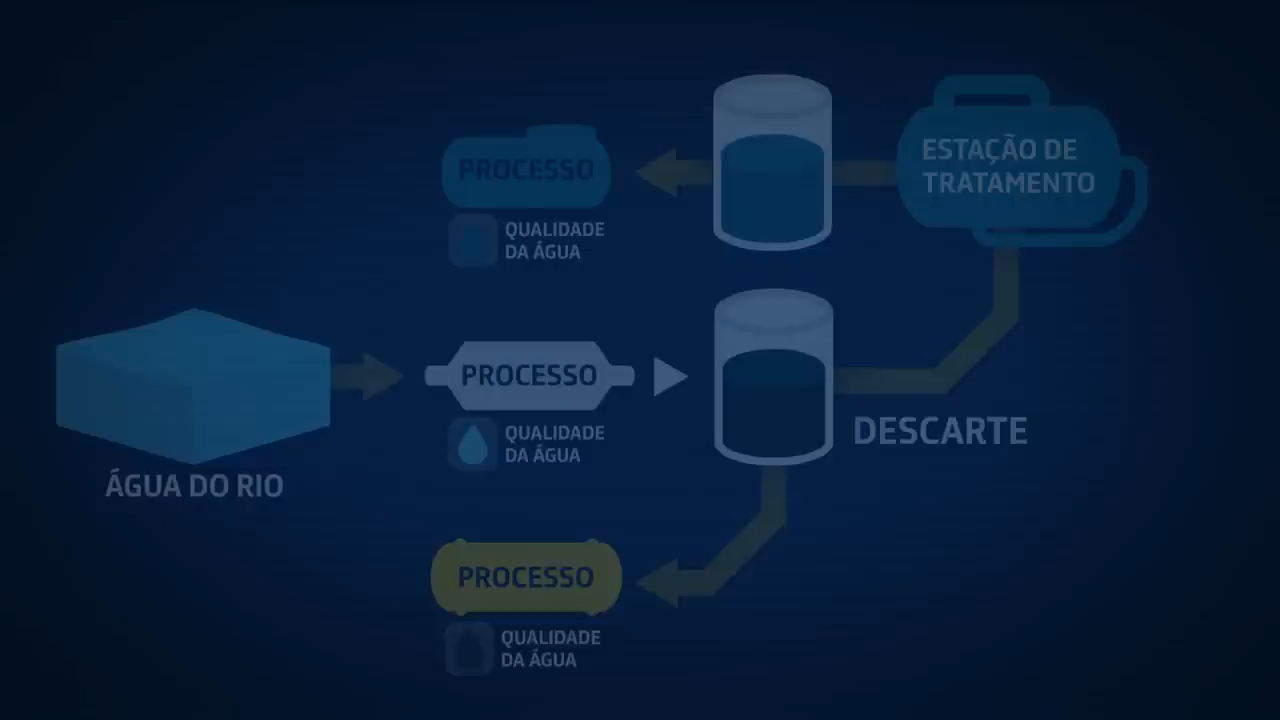 ESTAÇÃO DE
TRATAMENTO
PROCESSO
QUALIDADE
DA ÁGUA
PROCESSO
QUALIDADE
DA ÁGUA
DESCARTE
ÁGUA DO RIO
PROCESSO
QUALIDADE
DA ÁGUA